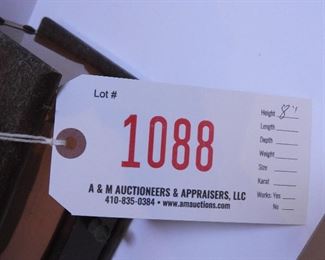 Lot #
1088
A & M AUCTIONEERS & APPRAISERS, LLC
410-835-0384 • www.amauctions.com
Height 8"
Length
Depth
Weight
Size
Karat
Works: Yes
No